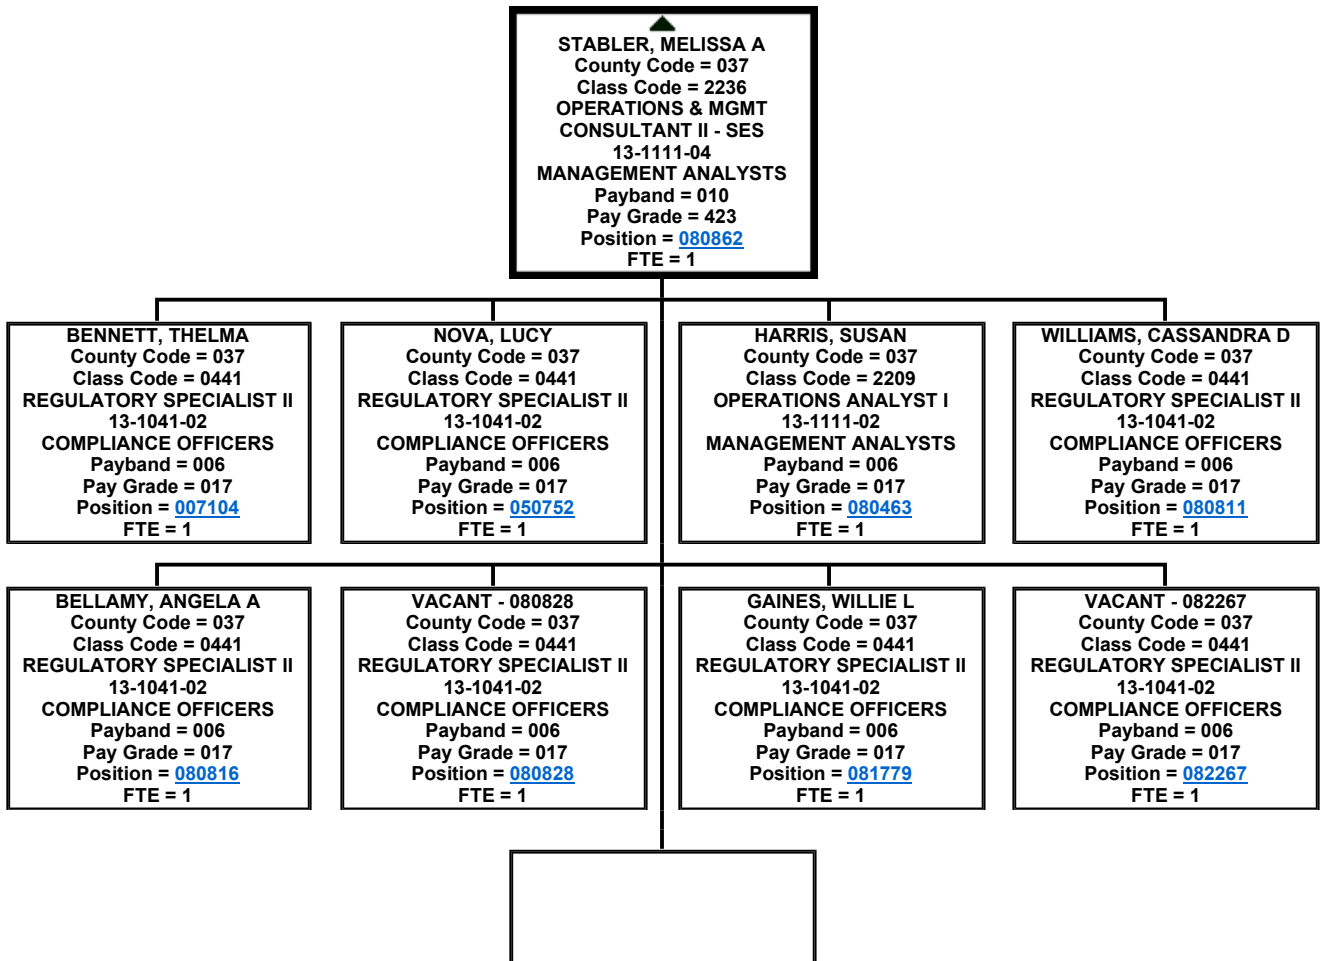 STABLER, MELISSA A
County Code = 037
Class Code = 2236
OPERATIONS & MGMT
CONSULTANT II - SES
13-1111-04
MANAGEMENT ANALYSTS
Payband = 010
Pay Grade = 423
Position = 080862
FTE = 1
BENNETT, THELMA
County Code = 037
Class Code = 0441
REGULATORY SPECIALIST II
13-1041-02
COMPLIANCE OFFICERS
Payband = 006
Pay Grade = 017
Position = 007104
FTE = 1
NOVA, LUCY
County Code = 037
Class Code = 0441
REGULATORY SPECIALIST II
13-1041-02
COMPLIANCE OFFICERS
Payband = 006
Pay Grade = 017
Position = 050752
FTE = 1
HARRIS, SUSAN
County Code = 037
Class Code = 2209
OPERATIONS ANALYST I
13-1111-02
MANAGEMENT ANALYSTS
Payband = 006
Pay Grade = 017
Position = 080463
FTE = 1
WILLIAMS, CASSANDRA D
County Code = 037
Class Code = 0441
REGULATORY SPECIALIST II
13-1041-02
COMPLIANCE OFFICERS
Payband = 006
Pay Grade = 017
Position = 080811
FTE = 1
BELLAMY, ANGELA A
County Code = 037
Class Code = 0441
REGULATORY SPECIALIST II
13-1041-02
COMPLIANCE OFFICERS
Payband = 006
Pay Grade = 017
Position = 080816
FTE = 1
VACANT - 080828
County Code = 037
Class Code = 0441
REGULATORY SPECIALIST II
13-1041-02
COMPLIANCE OFFICERS
Payband = 006
Pay Grade = 017
Position = 080828
FTE = 1
GAINES, WILLIE L
County Code = 037
Class Code = 0441
REGULATORY SPECIALIST II
13-1041-02
COMPLIANCE OFFICERS
Payband = 006
Pay Grade = 017
Position = 081779
FTE = 1
VACANT - 082267
County Code = 037
Class Code = 0441
REGULATORY SPECIALIST II
13-1041-02
COMPLIANCE OFFICERS
Payband = 006
Pay Grade = 017
Position = 082267
FTE = 1